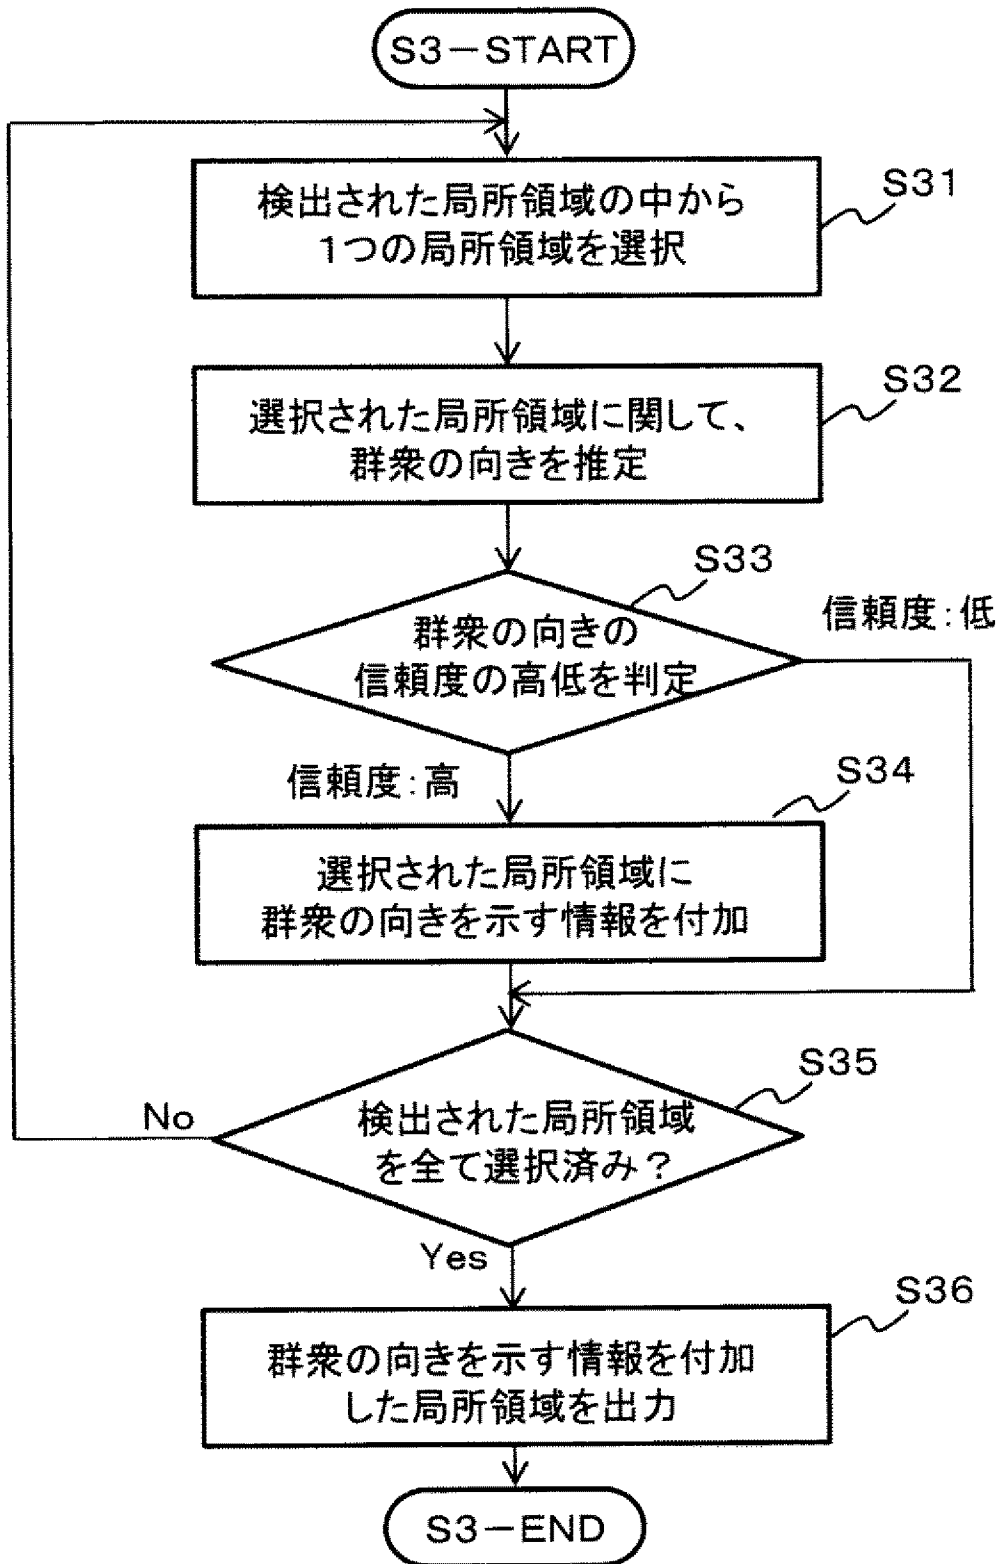 S3-START
検出された局所領域の中から
1つの局所領域を選択
S31
選択された局所領域に関して、
群衆の向きを推定
S32
群衆の向きの
信頼度の高低を判定
S33
信頼度:低
信頼度:高
選択された局所領域に
群衆の向きを示す情報を付加
S34
検出された局所領域
を全て選択済み?
S35
No
Yes
群衆の向きを示す情報を付加
した局所領域を出力
S36
S3-END